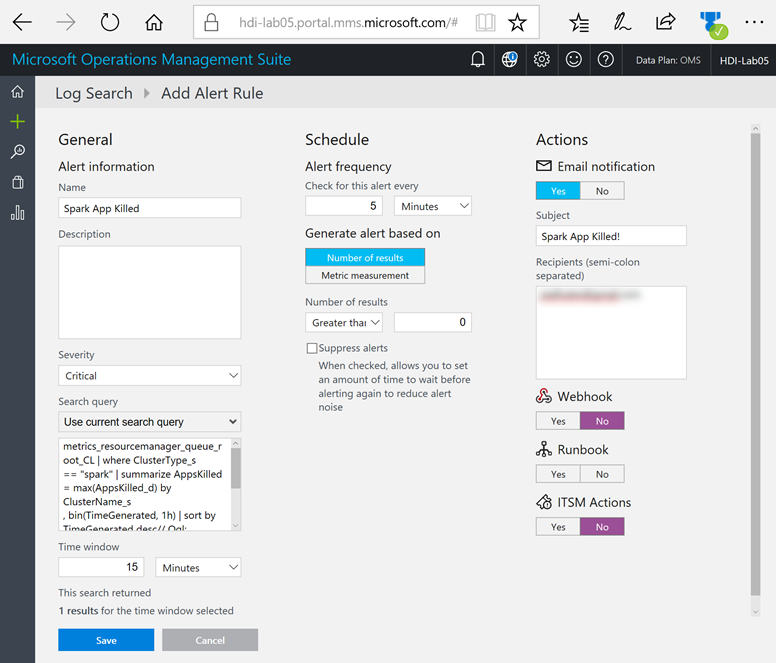 hdi-lab05.portal.mms.microsoft.com/#
Microsoft Operations Management Suite
Data Plan: OMS
HDI-Lab05
Log Search
Add Alert Rule
General
Alert information
Name
Spark App Killed
Description
Severity
Critical
Search query
Use current search query
metrics_resourcemanager_queue_r
oot_CL | where ClusterType_s
== "spark" | summarize AppsKilled
= max(AppsKilled_d) by
ClusterName_s
, bin(TimeGenerated, 1h) | sort by
TimeGenerated desc// Oql:
Time window
15
Minutes
This search returned
1 results for the time window selected
Save
Cancel
Schedule
Alert frequency
Check for this alert every
5
Minutes
Generate alert based on
Number of results
Metric measurement
Number of results
Greater than
0
Suppress alerts
When checked, allows you to set
an amount of time to wait before
alerting again to reduce alert
noise
Actions
Email notification
Yes
No
Subject
Spark App Killed!
Recipients (semi-colon
separated)
Webhook
Yes
No
Runbook
Yes
No
ITSM Actions
Yes
No